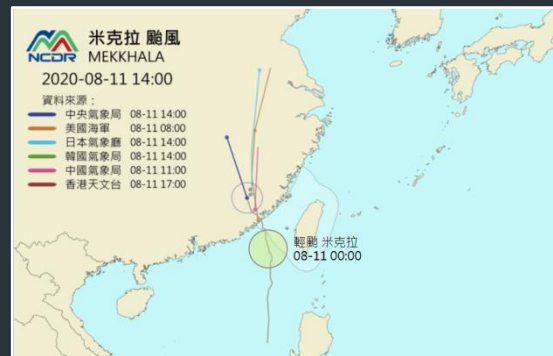 NCDR
米克拉 颱風
MEKKHALA
2020-08-11 14:00
資料來源：
中央氣象局 08-11 14:00
美國海軍 08-11 08:00
日本氣象廳 08-11 14:00
韓國氣象局 08-11 14:00
中國氣象局 08-11 11:00
香港天文台 08-11 17:00
輕颱 米克拉
08-11 00:00